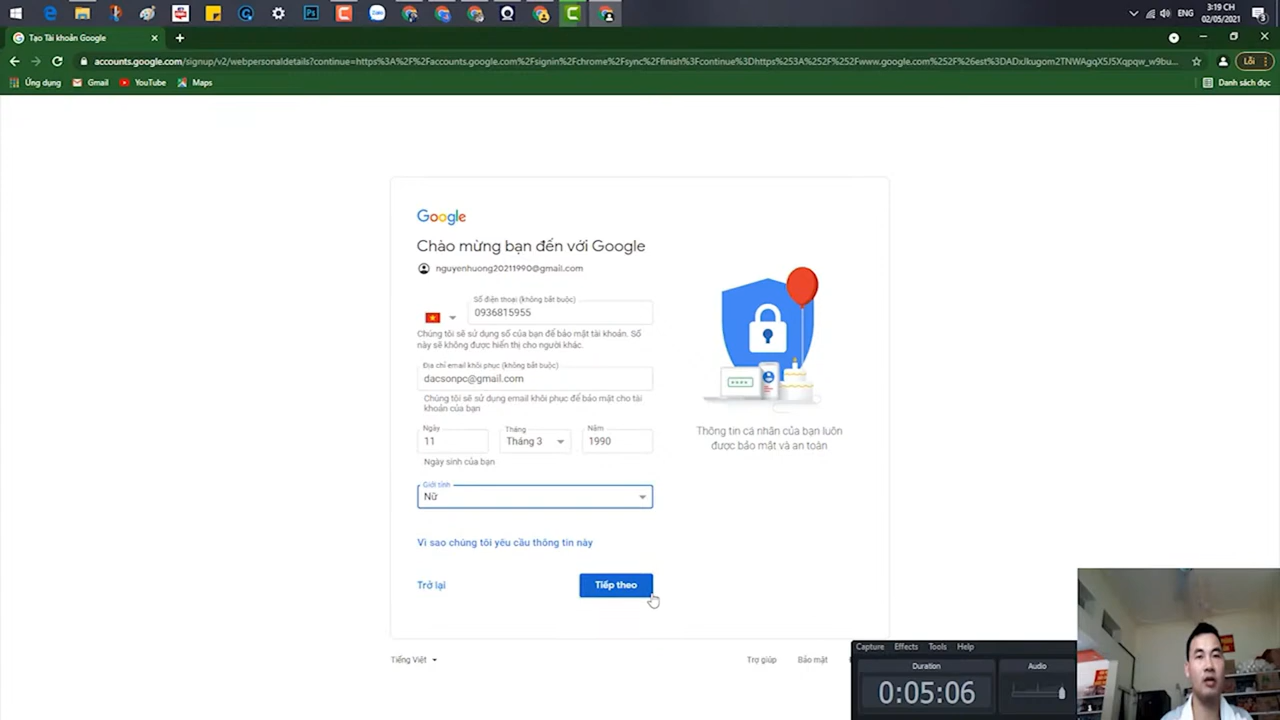 3:19 CH
ENG
02/05/2021
Tạo Tài khoản Google
accounts.google.com/signup/v2/webpersonaldetails?continue=https%3A%2F%2Faccounts.google.com%2Fsignin%2Fchrome%2Fsync%2Ffinish%3Fcontinue%3Dhttps%253A%252F%252Fwww.google.com%252F%26est%3DADxJkugom2TNWAgqX5J5Xqpqw_w9bu...
Lỗi
Ứng dụng
Gmail
YouTube
Maps
Danh sách đọc
Google
Chào mừng bạn đến với Google
nguyenhuong20211990@gmail.com
Số điện thoại (không bắt buộc)
0936815955
Chúng tôi sẽ sử dụng số của bạn để bảo mật tài khoản. Số
này sẽ không được hiển thị cho người khác.
Địa chỉ email khôi phục (không bắt buộc)
dacsonpc@gmail.com
Chúng tôi sẽ sử dụng email khôi phục để bảo mật cho tài
khoản của bạn
Ngày
11
Tháng
Tháng 3
Năm
1990
Ngày sinh của bạn
Giới tính
Nữ
Vì sao chúng tôi yêu cầu thông tin này
Trở lại
Tiếp theo
Thông tin cá nhân của bạn luôn
được bảo mật và an toàn
Tiếng Việt
Trợ giúp
Bảo mật
Capture
Effects
Tools
Help
Duration
Audio
0:05:06